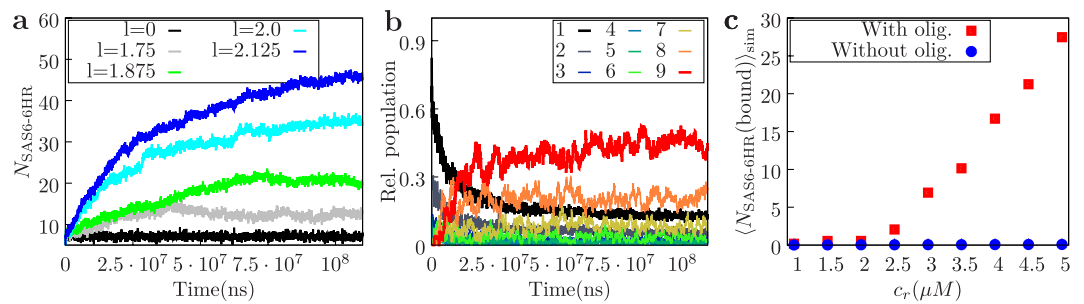 a
60
50
40
30
20
10
N_SAS6-6HR
l=0
l=1.75
l=1.875
l=2.0
l=2.125
0 2.5·10^7 5·10^7 7.5·10^7 10^8
Time(ns)
b
0.9
0.6
0.3
0
Rel. population
1 4 7
2 5 8
3 6 9
0 2.5·10^7 5·10^7 7.5·10^7 10^8
Time(ns)
c
30
25
20
15
10
5
0
⟨N_SAS6-6HR(bound)⟩_sim
With olig.
Without olig.
1 1.5 2 2.5 3 3.5 4 4.5 5
c_r(μM)